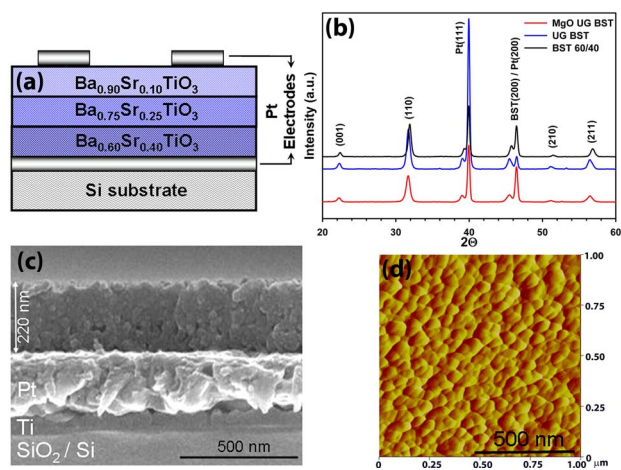 (a)
Ba0.90Sr0.10TiO3
Ba0.75Sr0.25TiO3
Ba0.60Sr0.40TiO3
Si substrate
Pt
Electrodes
(b)
MgO UG BST
UG BST
BST 60/40
Intensity (a.u.)
(001)
(110)
Pt(111)
BST(200) / Pt(200)
(210)
(211)
20 30 40 50 60
2Θ
(c)
220 nm
Pt
Ti
SiO2 / Si
500 nm
(d)
1.00
0.75
0.50
0.25
0
500 nm
0 0.25 0.50 0.75 1.00 μm